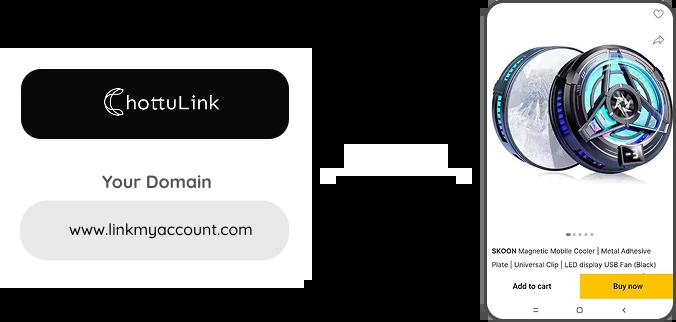 ChottuLink
Your Domain
www.linkmyaccount.com
SKOON Magnetic Mobile Cooler | Metal Adhesive
Plate | Universal Clip | LED display USB Fan (Black)
Add to cart
Buy now